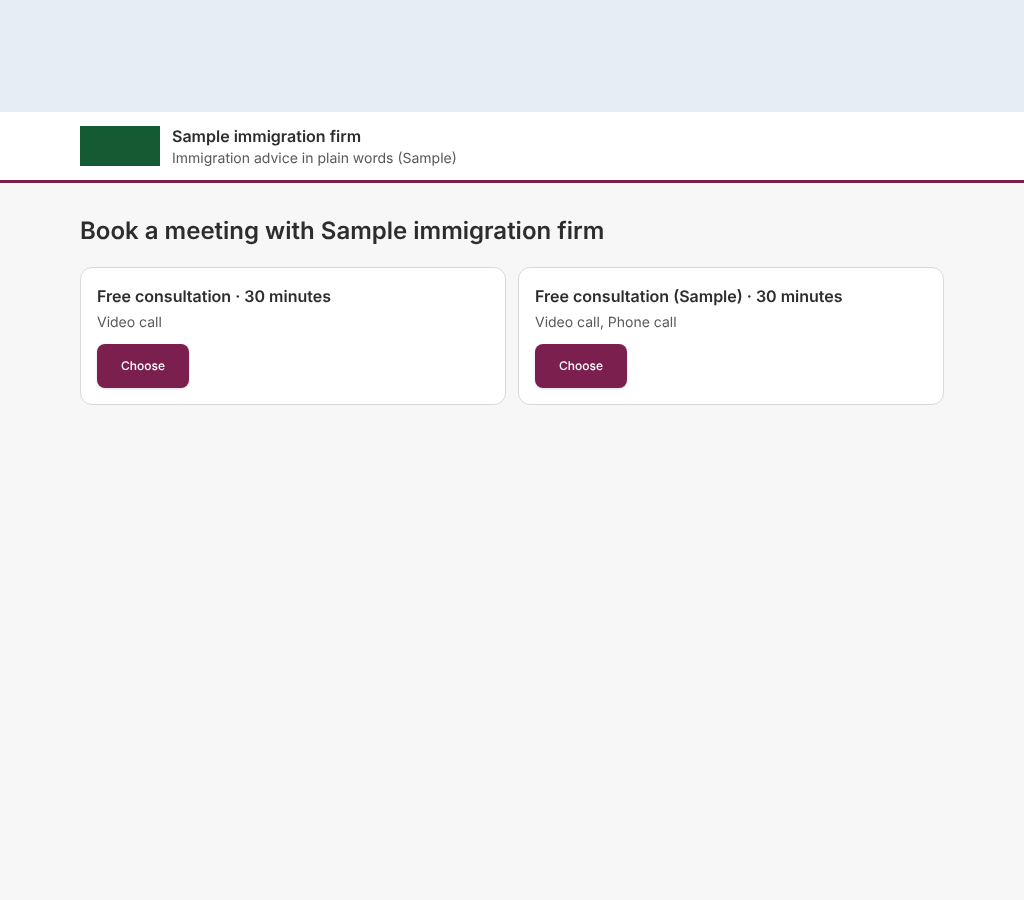 Sample immigration firm
Immigration advice in plain words (Sample)
Book a meeting with Sample immigration firm
Free consultation · 30 minutes
Video call
Choose
Free consultation (Sample) · 30 minutes
Video call, Phone call
Choose